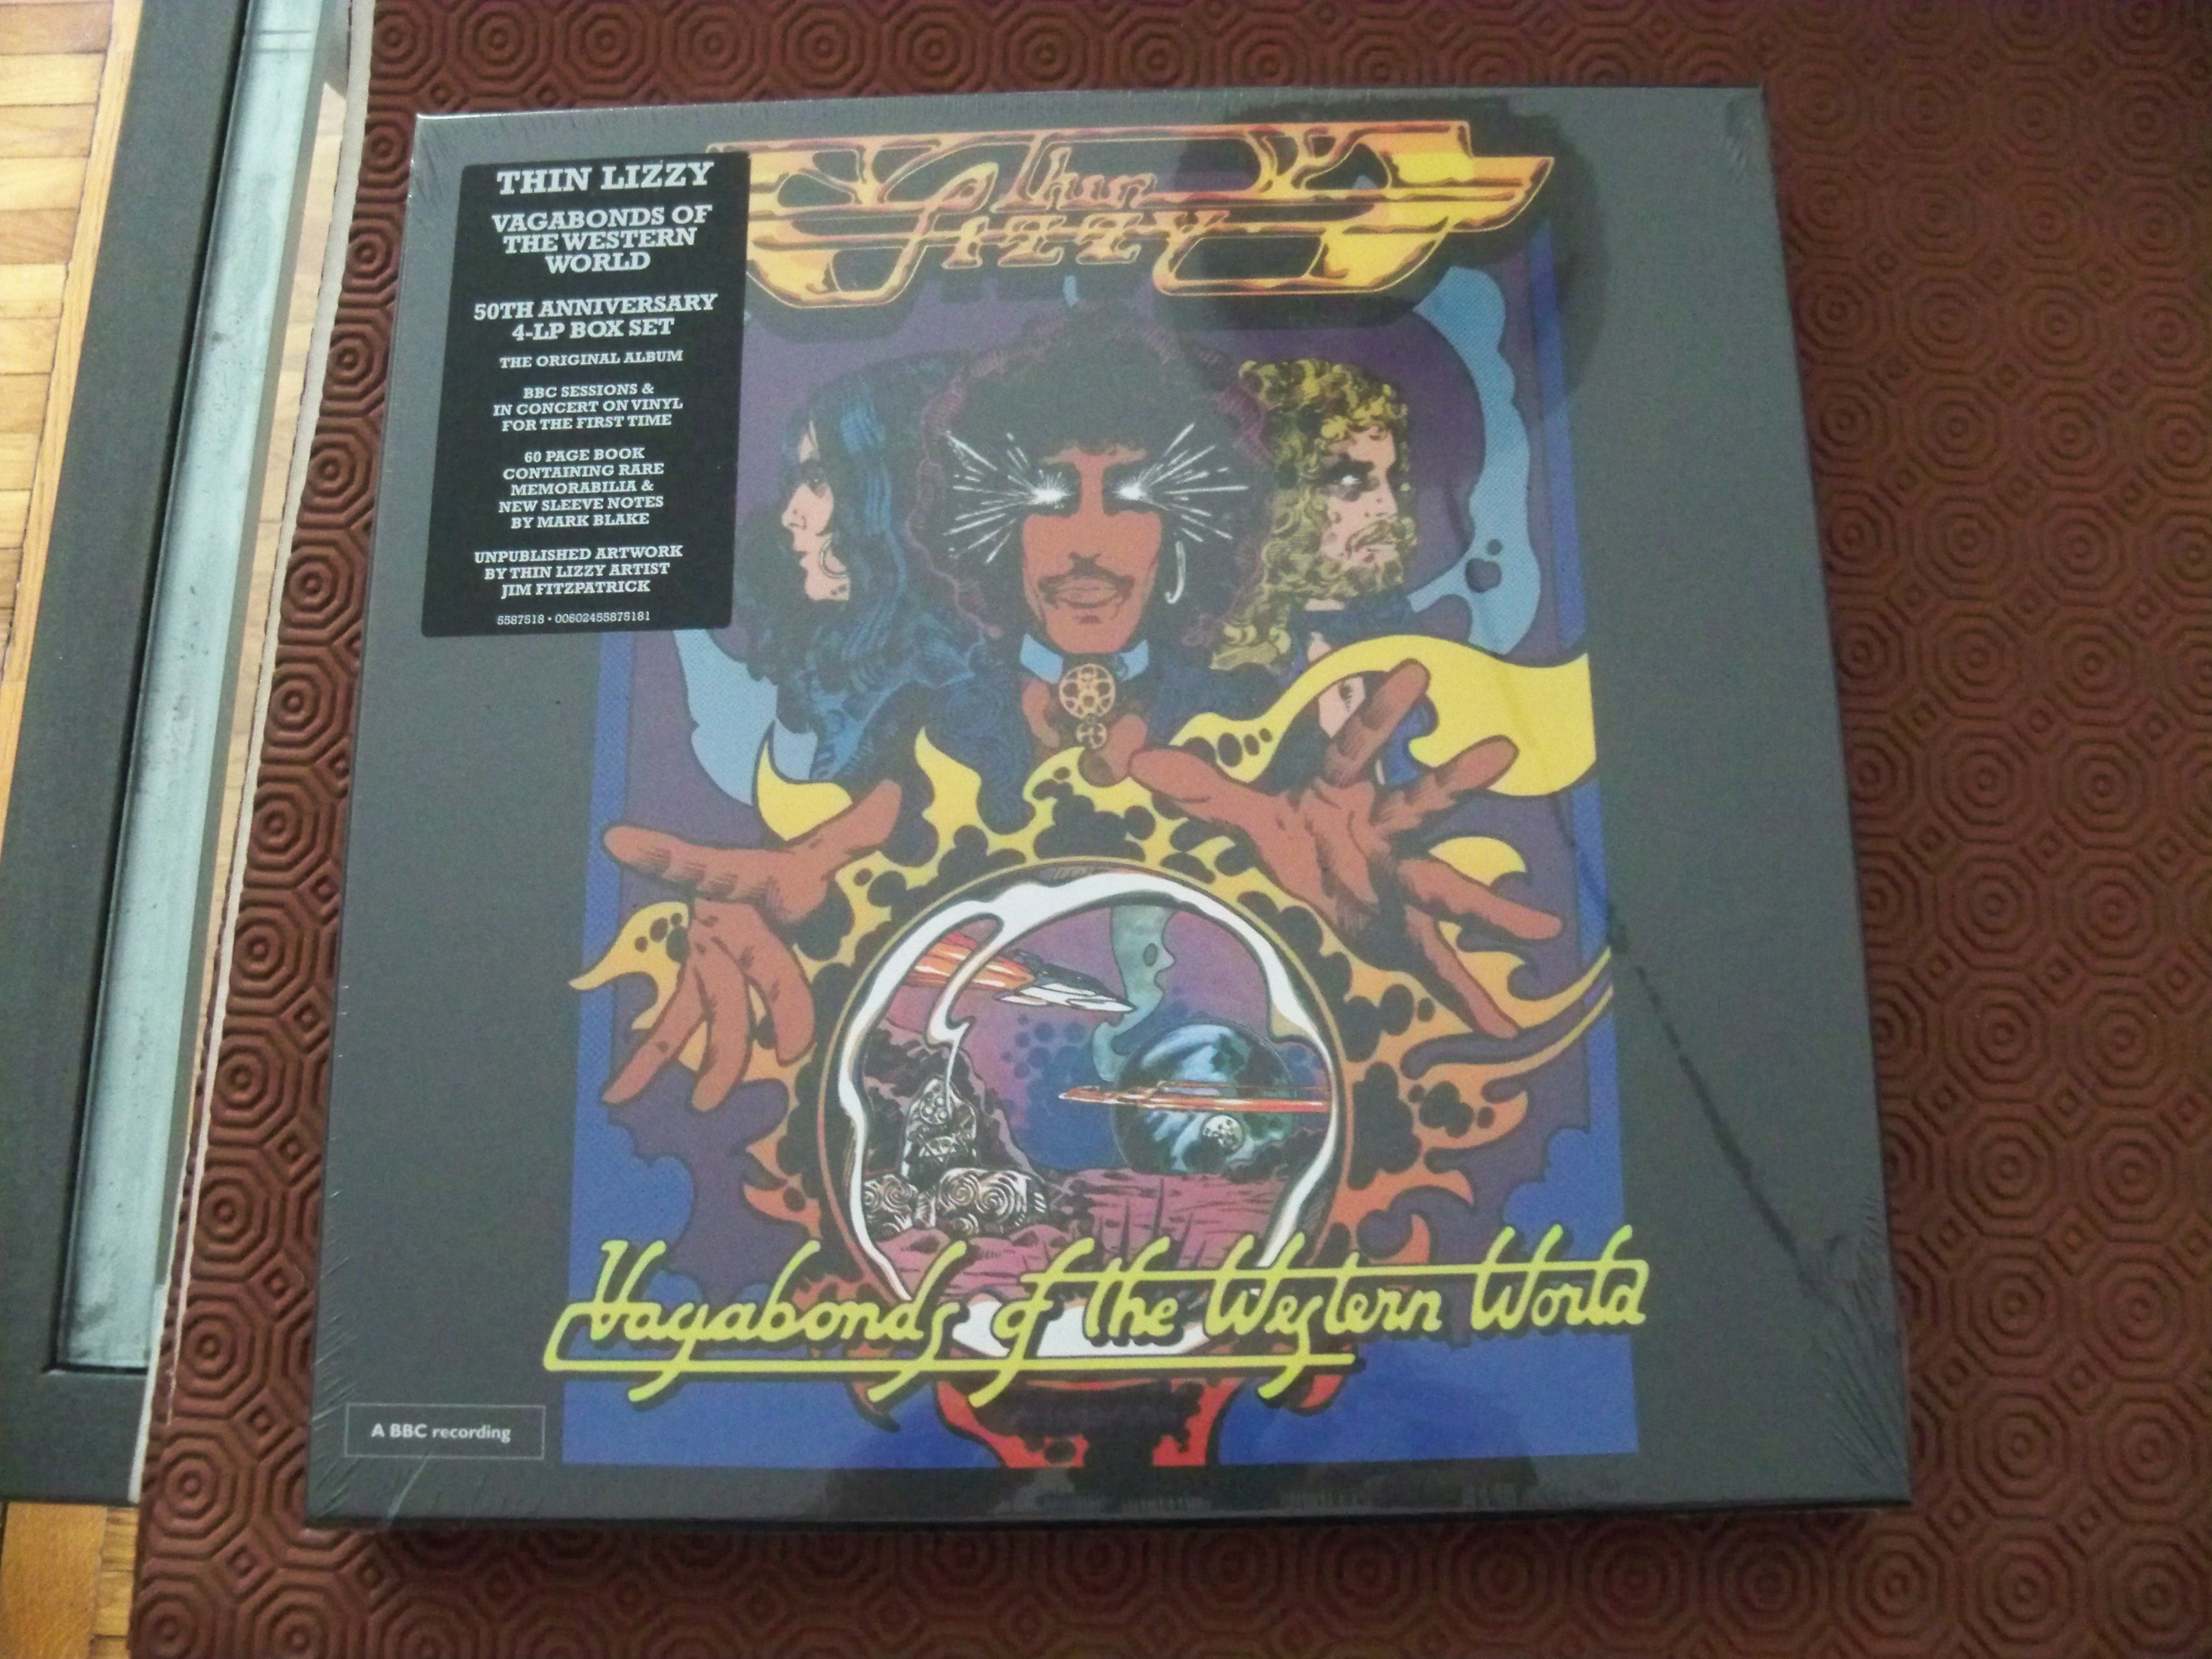 THIN LIZZY
VAGABONDS OF
THE WESTERN
WORLD
50TH ANNIVERSARY
4-LP BOX SET
THE ORIGINAL ALBUM
BBC SESSIONS &
IN CONCERT ON VINYL
FOR THE FIRST TIME
60 PAGE BOOK
CONTAINING RARE
MEMORABILIA &
NEW SLEEVE NOTES
BY MARK BLAKE
UNPUBLISHED ARTWORK
BY THIN LIZZY ARTIST
JIM FITZPATRICK
5587518 • 00602455875181
Thin
LIZZY
Vagabonds of the Western World
A BBC recording